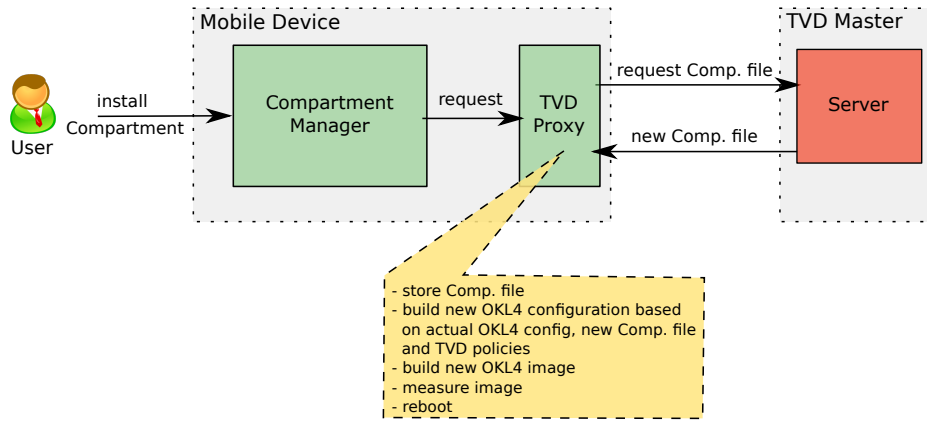 Mobile Device
TVD Master
User
install
Compartment
Compartment
Manager
request
TVD
Proxy
request Comp. file
new Comp. file
Server
- store Comp. file
- build new OKL4 configuration based
on actual OKL4 config, new Comp. file
and TVD policies
- build new OKL4 image
- measure image
- reboot